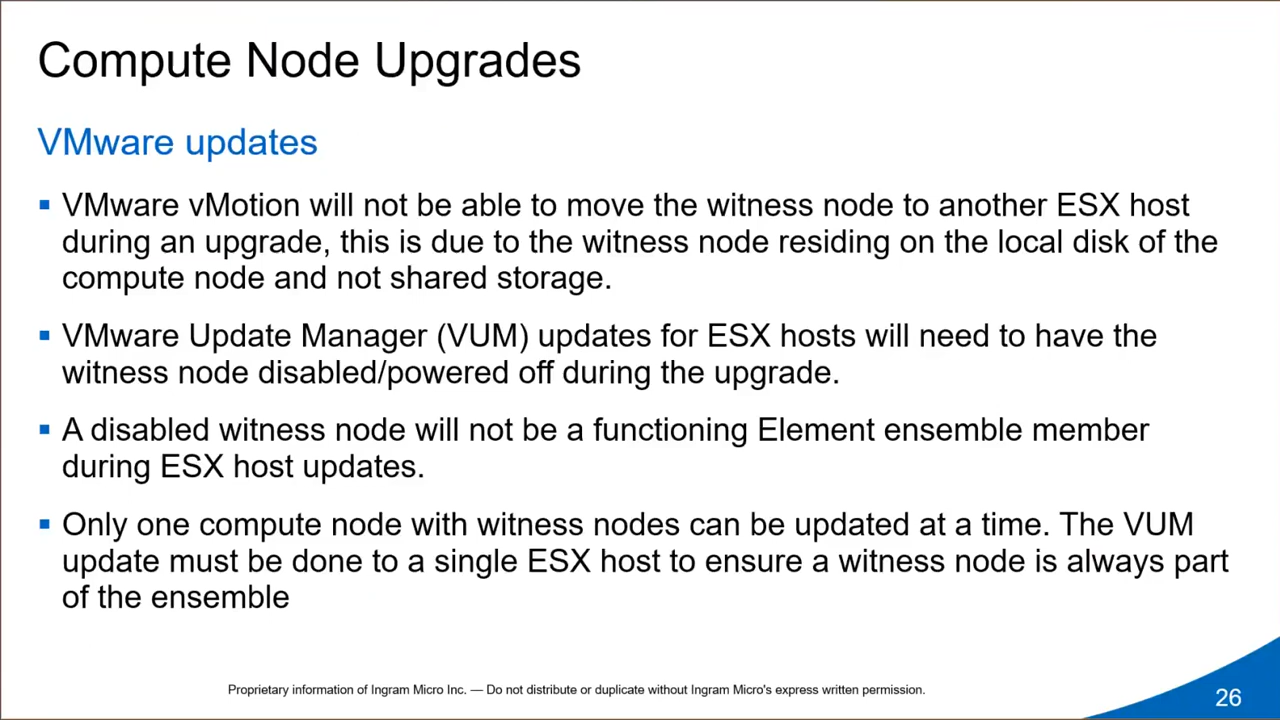 Compute Node Upgrades
VMware updates
▪ VMware vMotion will not be able to move the witness node to another ESX host
during an upgrade, this is due to the witness node residing on the local disk of the
compute node and not shared storage.
▪ VMware Update Manager (VUM) updates for ESX hosts will need to have the
witness node disabled/powered off during the upgrade.
▪ A disabled witness node will not be a functioning Element ensemble member
during ESX host updates.
▪ Only one compute node with witness nodes can be updated at a time. The VUM
update must be done to a single ESX host to ensure a witness node is always part
of the ensemble
Proprietary information of Ingram Micro Inc. — Do not distribute or duplicate without Ingram Micro's express written permission.
26